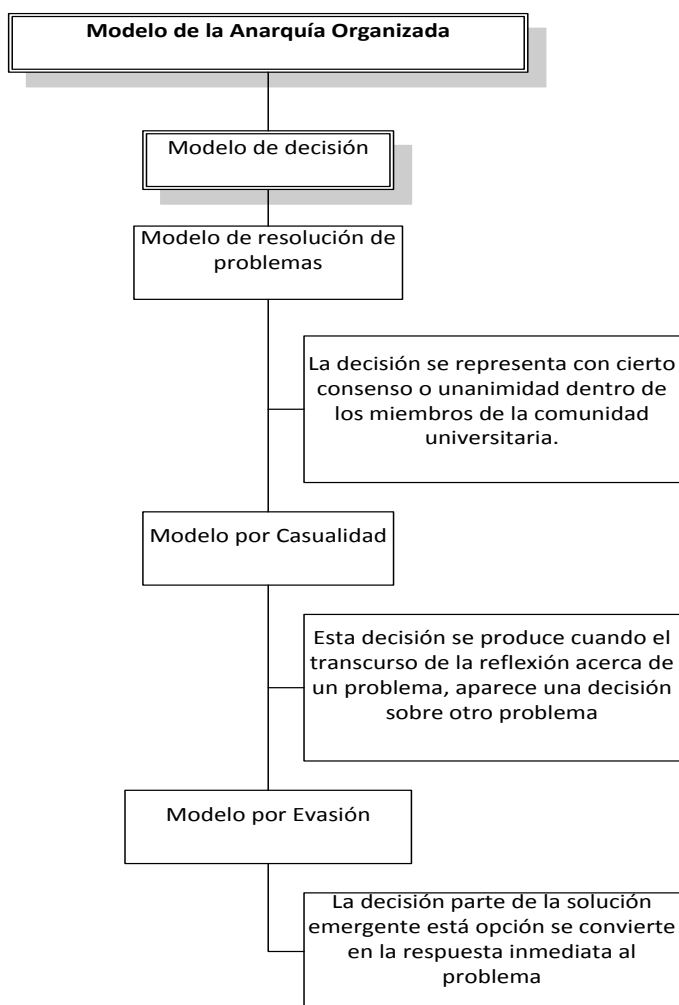 Modelo de la Anarquía Organizada
Modelo de decisión
Modelo de resolución de
problemas
La decisión se representa con cierto
consenso o unanimidad dentro de
los miembros de la comunidad
universitaria.
Modelo por Casualidad
Esta decisión se produce cuando el
transcurso de la reflexión acerca de
un problema, aparece una decisión
sobre otro problema
Modelo por Evasión
La decisión parte de la solución
emergente está opción se convierte
en la respuesta inmediata al
problema